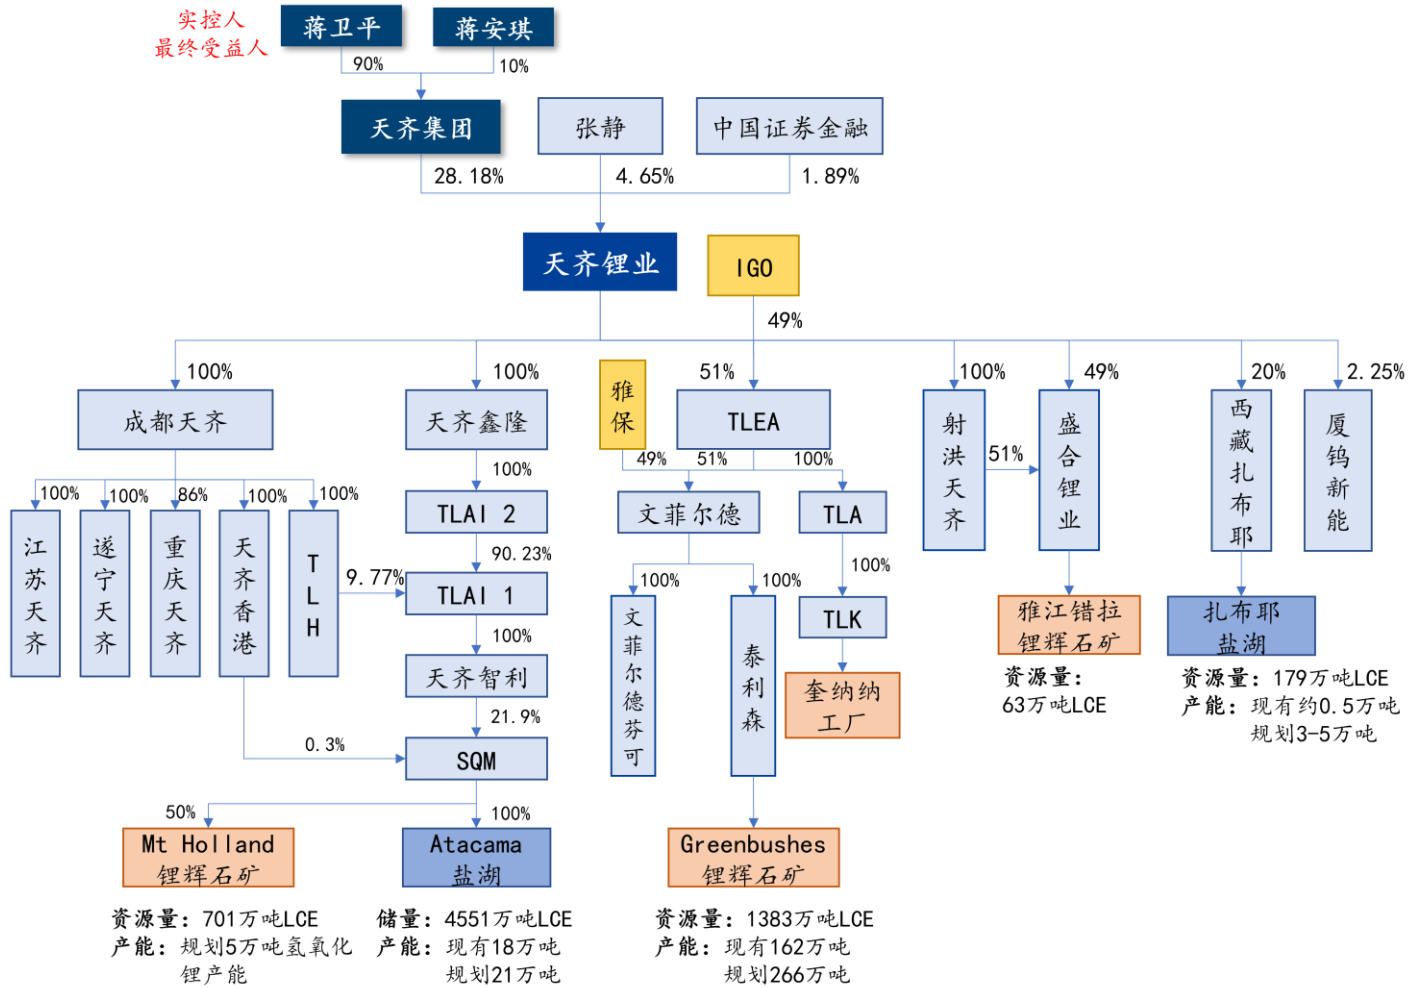 实控人
最终受益人
蒋卫平
蒋安琪
90%
10%
天齐集团
张静
中国证券金融
28.18%
4.65%
1.89%
天齐锂业
IGO
49%
100%
100%
51%
100%
49%
20%
2.25%
成都天齐
天齐鑫隆
雅保
TLEA
射洪天齐
51%
盛合锂业
西藏扎布耶
厦钨新能
100%
49%
51%
100%
100%
100%
86%
100%
100%
江苏天齐
遂宁天齐
重庆天齐
天齐香港
TLH
TLAI 2
文菲尔德
TLA
90.23%
100%
9.77%
TLAI 1
100%
100%
文菲尔德芬可
泰利森
TLK
100%
天齐智利
奎纳纳
工厂
雅江错拉
锂辉石矿
扎布耶
盐湖
资源量：
63万吨LCE
资源量：179万吨LCE
产能：现有约0.5万吨
规划3-5万吨
21.9%
0.3%
SQM
50%
100%
Mt Holland
锂辉石矿
Atacama
盐湖
Greenbushes
锂辉石矿
资源量：701万吨LCE
产能：规划5万吨氢氧化
锂产能
储量：4551万吨LCE
产能：现有18万吨
规划21万吨
资源量：1383万吨LCE
产能：现有162万吨
规划266万吨